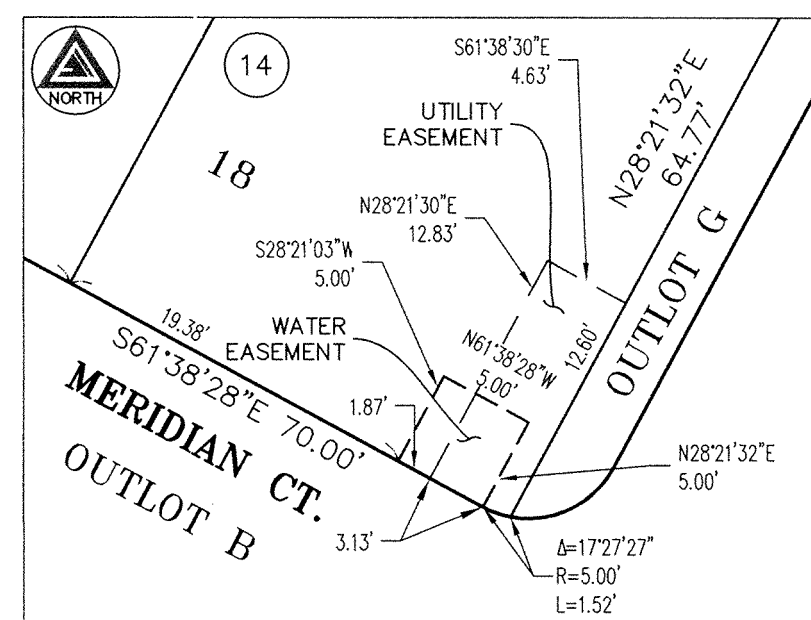 NORTH
14
18
S61°38'30"E
4.63'
UTILITY
EASEMENT
N28°21'32"E
64.77'
N28°21'30"E
12.83'
S28°21'03"W
5.00'
OUTLOT G
19.38'
WATER
EASEMENT
N61°38'28"W
5.00'
12.60'
S61°38'28"E 70.00'
MERIDIAN CT.
OUTLOT B
1.87'
N28°21'32"E
5.00'
3.13'
Δ=17°27'27"
R=5.00'
L=1.52'